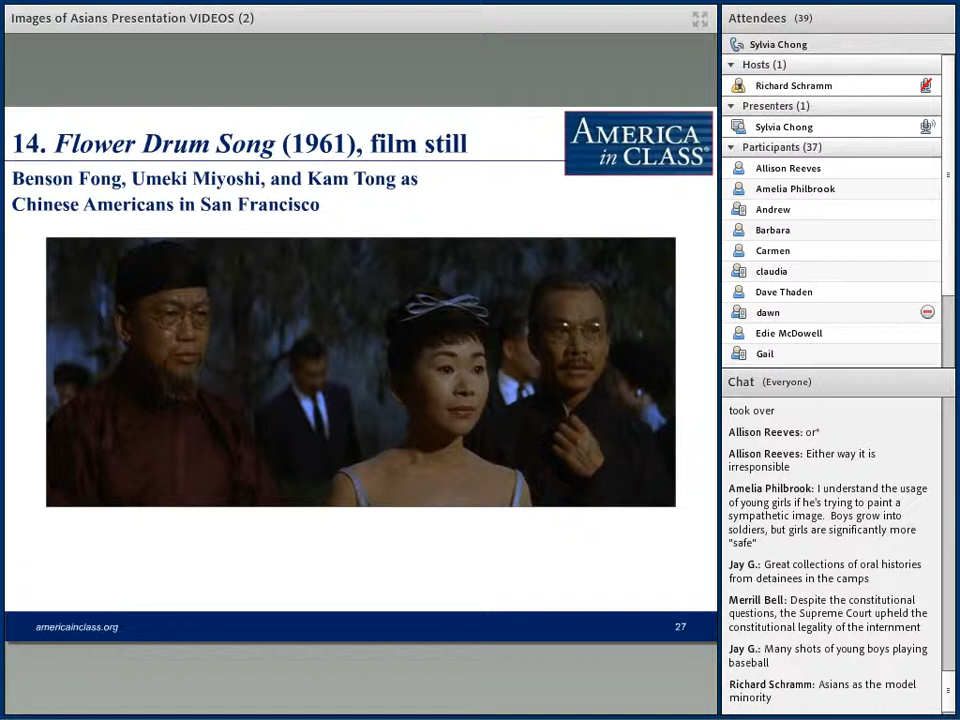 Images of Asians Presentation VIDEOS (2)
14. Flower Drum Song (1961), film still
AMERICA
in CLASS®
Benson Fong, Umeki Miyoshi, and Kam Tong as
Chinese Americans in San Francisco
americainclass.org
27
Attendees (39)
Sylvia Chong
Hosts (1)
Richard Schramm
Presenters (1)
Sylvia Chong
Participants (37)
Allison Reeves
Amelia Philbrook
Andrew
Barbara
Carmen
claudia
Dave Thaden
dawn
Edie McDowell
Gail
Chat (Everyone)
took over
Allison Reeves: or*
Allison Reeves: Either way it is
irresponsible
Amelia Philbrook: I understand the usage
of young girls if he's trying to paint a
sympathetic image. Boys grow into
soldiers, but girls are significantly more
"safe"
Jay G.: Great collections of oral histories
from detainees in the camps
Merrill Bell: Despite the constitutional
questions, the Supreme Court upheld the
constitutional legality of the internment
Jay G.: Many shots of young boys playing
baseball
Richard Schramm: Asians as the model
minority